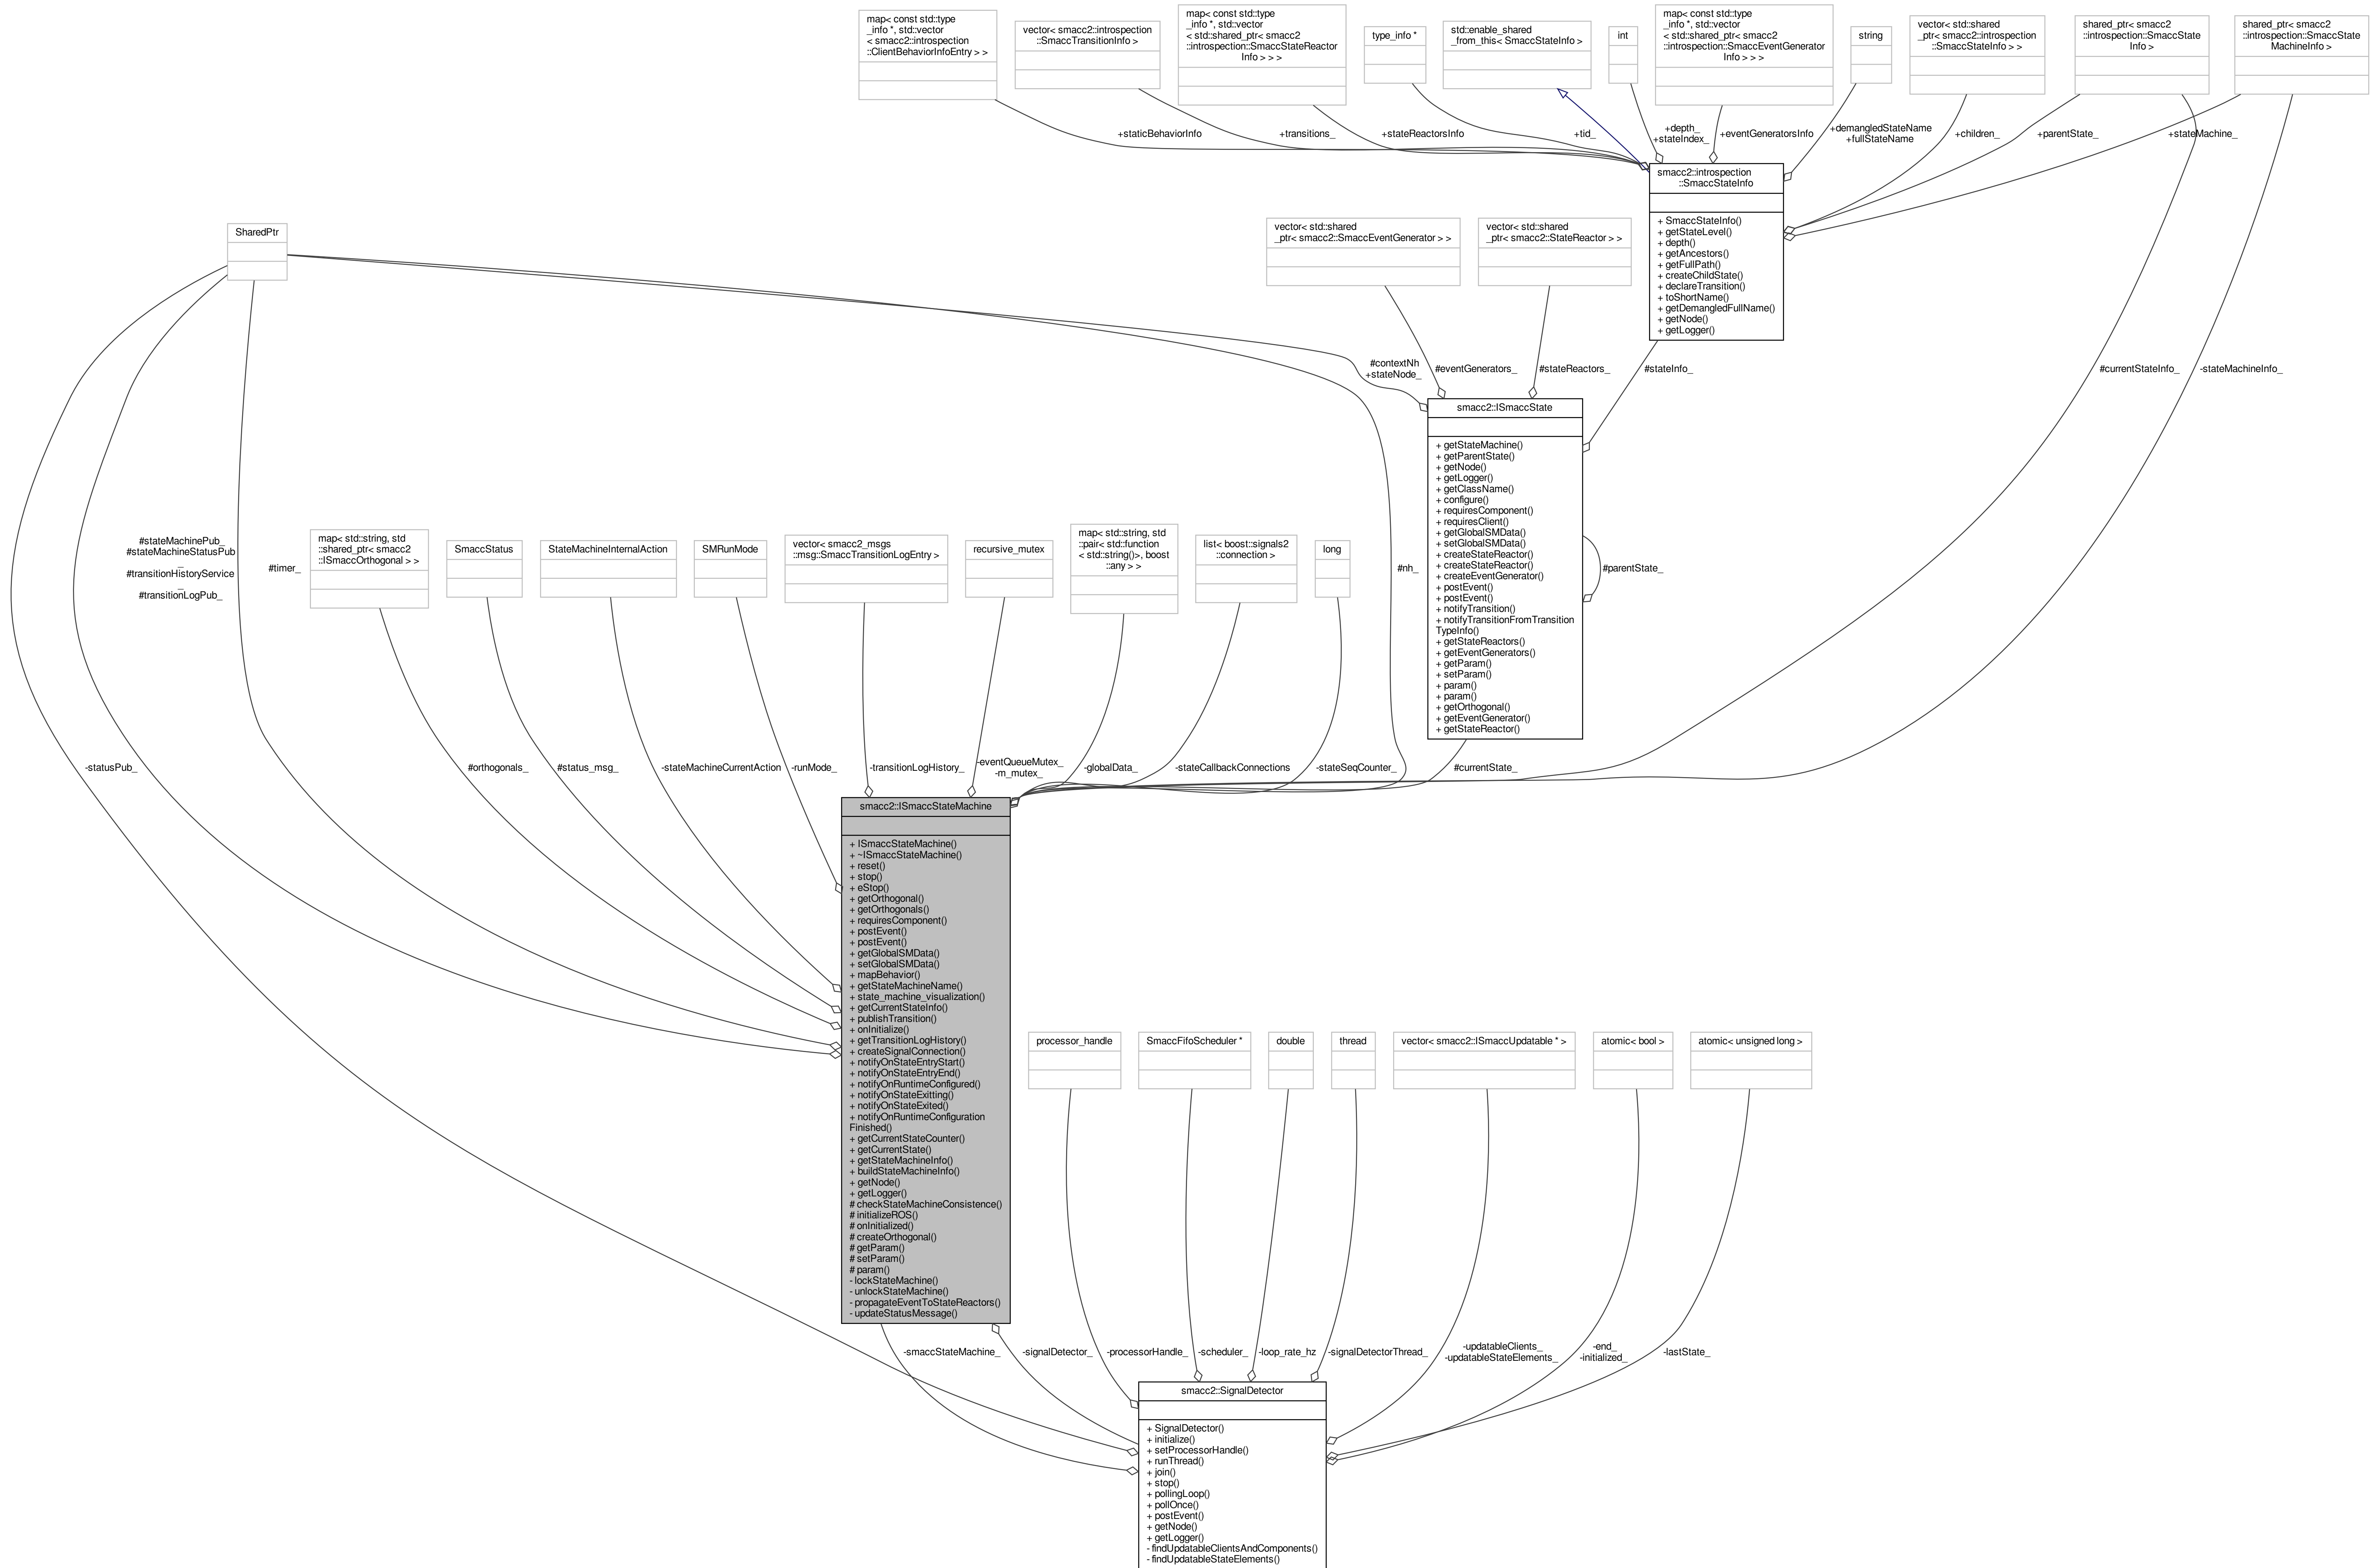 map< const std::type
_info *, std::vector
< smacc2::introspection
::ClientBehaviorInfoEntry > >
vector< smacc2::introspection
::SmaccTransitionInfo >
map< const std::type
_info *, std::vector
< std::shared_ptr< smacc2
::introspection::SmaccStateReactor
Info > > >
type_info *
std::enable_shared
_from_this< SmaccStateInfo >
int
map< const std::type
_info *, std::vector
< std::shared_ptr< smacc2
::introspection::SmaccEventGenerator
Info > > >
string
vector< std::shared
_ptr< smacc2::introspection
::SmaccStateInfo > >
shared_ptr< smacc2
::introspection::SmaccState
Info >
shared_ptr< smacc2
::introspection::SmaccState
MachineInfo >
+staticBehaviorInfo
+transitions_
+stateReactorsInfo
+tid_
+depth_
+stateIndex_
+eventGeneratorsInfo
+demangledStateName
+fullStateName
+children_
+parentState_
+stateMachine_
smacc2::introspection
::SmaccStateInfo
+ SmaccStateInfo()
+ getStateLevel()
+ depth()
+ getAncestors()
+ getFullPath()
+ createChildState()
+ declareTransition()
+ toShortName()
+ getDemangledFullName()
+ getNode()
+ getLogger()
SharedPtr
vector< std::shared
_ptr< smacc2::SmaccEventGenerator > >
vector< std::shared
_ptr< smacc2::StateReactor > >
#contextNh
+stateNode_
#eventGenerators_
#stateReactors_
#stateInfo_
#currentStateInfo_
-stateMachineInfo_
smacc2::ISmaccState
+ getStateMachine()
+ getParentState()
+ getNode()
+ getLogger()
+ getClassName()
+ configure()
+ requiresComponent()
+ requiresClient()
+ getGlobalSMData()
+ setGlobalSMData()
+ createStateReactor()
+ createStateReactor()
+ createEventGenerator()
+ postEvent()
+ postEvent()
+ notifyTransition()
+ notifyTransitionFromTransition
TypeInfo()
+ getStateReactors()
+ getEventGenerators()
+ getParam()
+ setParam()
+ param()
+ param()
+ getOrthogonal()
+ getEventGenerator()
+ getStateReactor()
#parentState_
#stateMachinePub_
#stateMachineStatusPub
_
#transitionHistoryService
_
#transitionLogPub_
#timer_
map< std::string, std
::shared_ptr< smacc2
::ISmaccOrthogonal > >
SmaccStatus
StateMachineInternalAction
SMRunMode
vector< smacc2_msgs
::msg::SmaccTransitionLogEntry >
recursive_mutex
map< std::string, std
::pair< std::function
< std::string()>, boost
::any > >
list< boost::signals2
::connection >
long
#nh_
-statusPub_
#orthogonals_
#status_msg_
-stateMachineCurrentAction
-runMode_
-transitionLogHistory_
-eventQueueMutex_
-m_mutex_
-globalData_
-stateCallbackConnections
-stateSeqCounter_
#currentState_
smacc2::ISmaccStateMachine
+ ISmaccStateMachine()
+ ~ISmaccStateMachine()
+ reset()
+ stop()
+ eStop()
+ getOrthogonal()
+ getOrthogonals()
+ requiresComponent()
+ postEvent()
+ postEvent()
+ getGlobalSMData()
+ setGlobalSMData()
+ mapBehavior()
+ getStateMachineName()
+ state_machine_visualization()
+ getCurrentStateInfo()
+ publishTransition()
+ onInitialize()
+ getTransitionLogHistory()
+ createSignalConnection()
+ notifyOnStateEntryStart()
+ notifyOnStateEntryEnd()
+ notifyOnRuntimeConfigured()
+ notifyOnStateExitting()
+ notifyOnStateExited()
+ notifyOnRuntimeConfiguration
Finished()
+ getCurrentStateCounter()
+ getCurrentState()
+ getStateMachineInfo()
+ buildStateMachineInfo()
+ getNode()
+ getLogger()
# checkStateMachineConsistence()
# initializeROS()
# onInitialized()
# createOrthogonal()
# getParam()
# setParam()
# param()
- lockStateMachine()
- unlockStateMachine()
- propagateEventToStateReactors()
- updateStatusMessage()
processor_handle
SmaccFifoScheduler *
double
thread
vector< smacc2::ISmaccUpdatable * >
atomic< bool >
atomic< unsigned long >
-smaccStateMachine_
-signalDetector_
-processorHandle_
-scheduler_
-loop_rate_hz
-signalDetectorThread_
-updatableClients_
-updatableStateElements_
-end_
-initialized_
-lastState_
smacc2::SignalDetector
+ SignalDetector()
+ initialize()
+ setProcessorHandle()
+ runThread()
+ join()
+ stop()
+ pollingLoop()
+ pollOnce()
+ postEvent()
+ getNode()
+ getLogger()
- findUpdatableClientsAndComponents()
- findUpdatableStateElements()